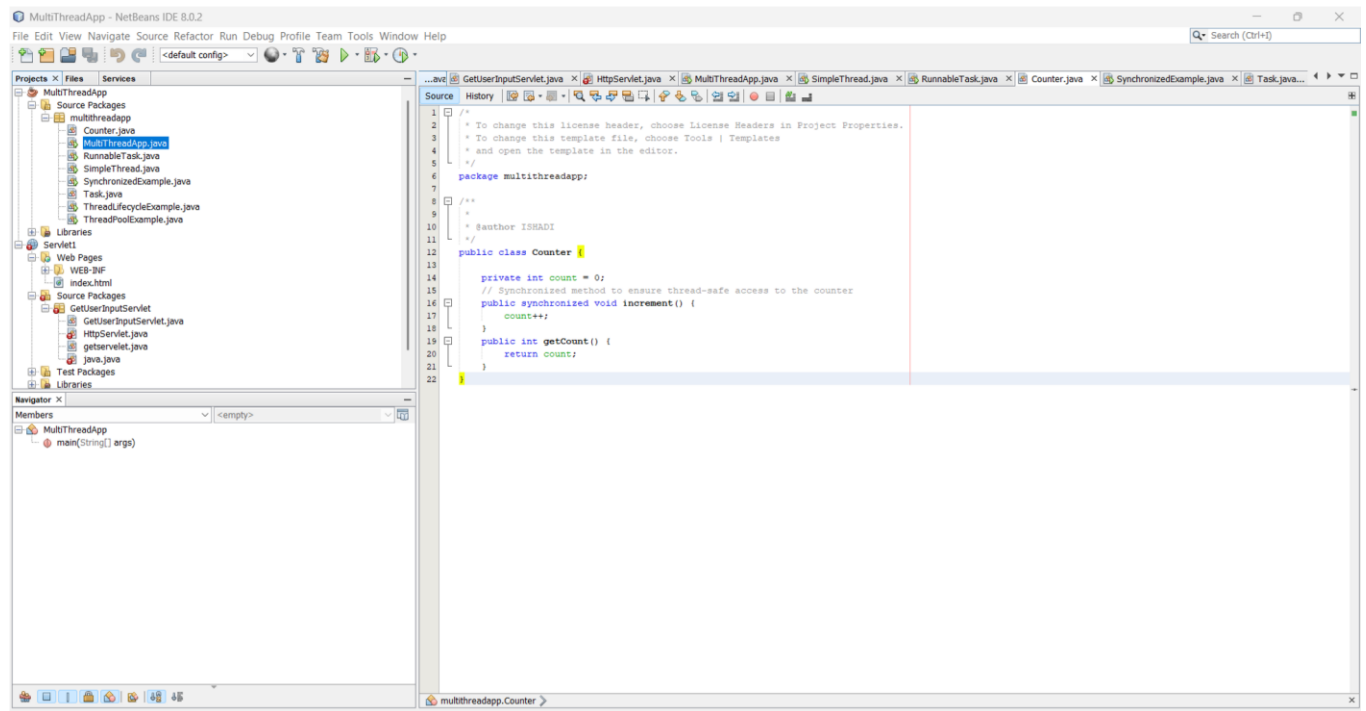 MultiThreadApp - NetBeans IDE 8.0.2
File Edit View Navigate Source Refactor Run Debug Profile Team Tools Window Help
Search (Ctrl+I)
<default config>
Projects Files Services
MultiThreadApp
Source Packages
multithreadapp
Counter.java
MultiThreadApp.java
RunnableTask.java
SimpleThread.java
SynchronizedExample.java
Task.java
ThreadLifecycleExample.java
ThreadPoolExample.java
Libraries
Servlet1
Web Pages
WEB-INF
index.html
Source Packages
GetUserInputServlet
GetUserInputServlet.java
HttpServlet.java
getservelet.java
java.java
Test Packages
Libraries
Navigator
Members <empty>
MultiThreadApp
main(String[] args)
...ava GetUserInputServlet.java HttpServlet.java MultiThreadApp.java SimpleThread.java RunnableTask.java Counter.java SynchronizedExample.java Task.java...
Source History
1 /*
2 * To change this license header, choose License Headers in Project Properties.
3 * To change this template file, choose Tools | Templates
4 * and open the template in the editor.
5 */
6 package multithreadapp;
7
8 /**
9 *
10 * @author ISHADI
11 */
12 public class Counter {
13
14 private int count = 0;
15 // Synchronized method to ensure thread-safe access to the counter
16 public synchronized void increment() {
17 count++;
18 }
19 public int getCount() {
20 return count;
21 }
22 }
multithreadapp.Counter